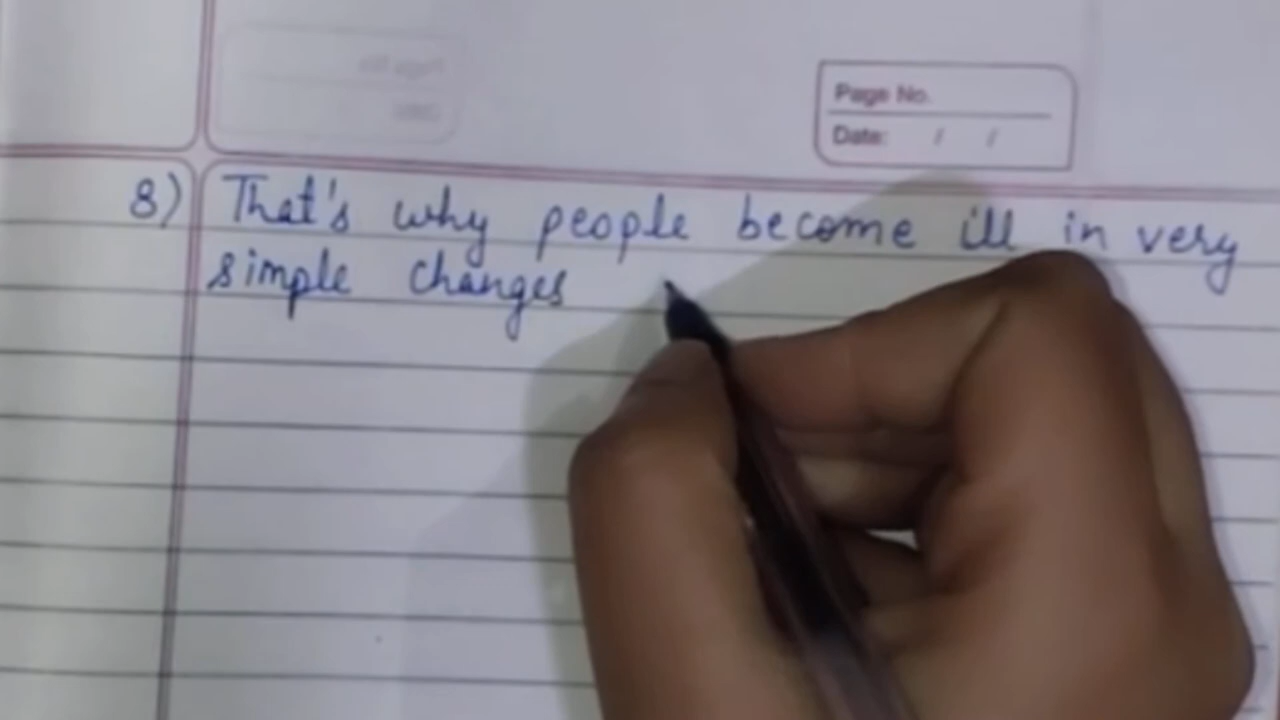 Page No.
Date: / /
8) That's why people become ill in very
simple changes